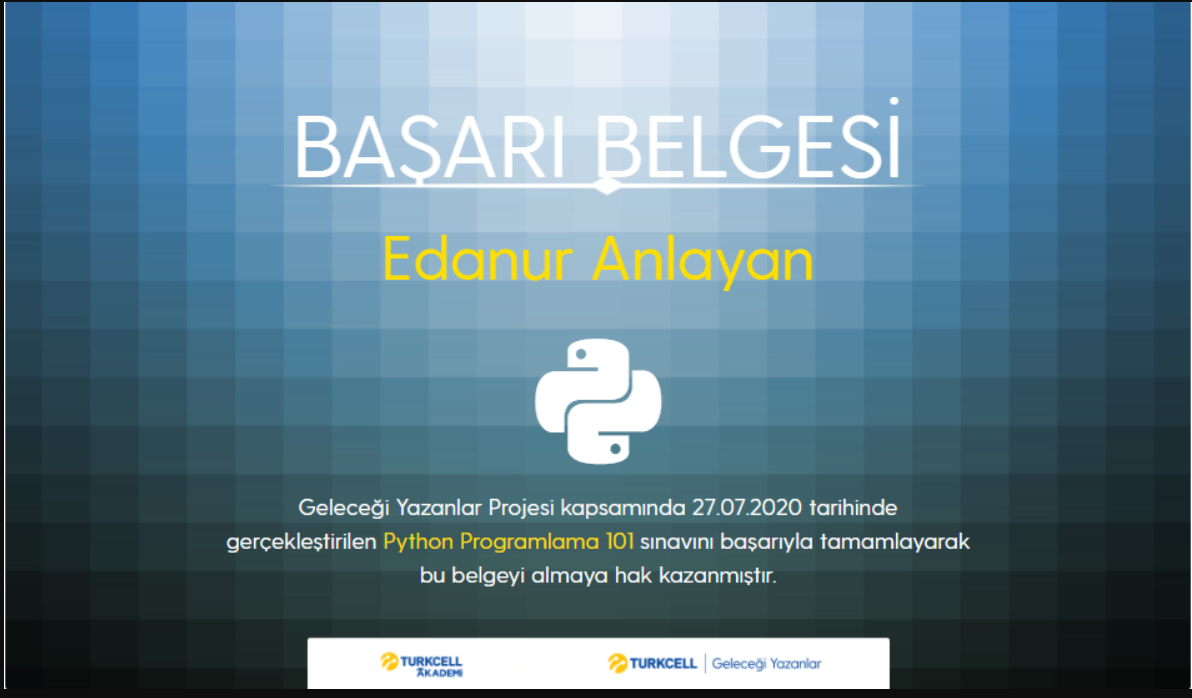 BAŞARI BELGESİ
Edanur Anlayan
Geleceği Yazanlar Projesi kapsamında 27.07.2020 tarihinde
gerçekleştirilen Python Programlama 101 sınavını başarıyla tamamlayarak
bu belgeyi almaya hak kazanmıştır.
TURKCELL AKADEMİ
TURKCELL Geleceği Yazanlar